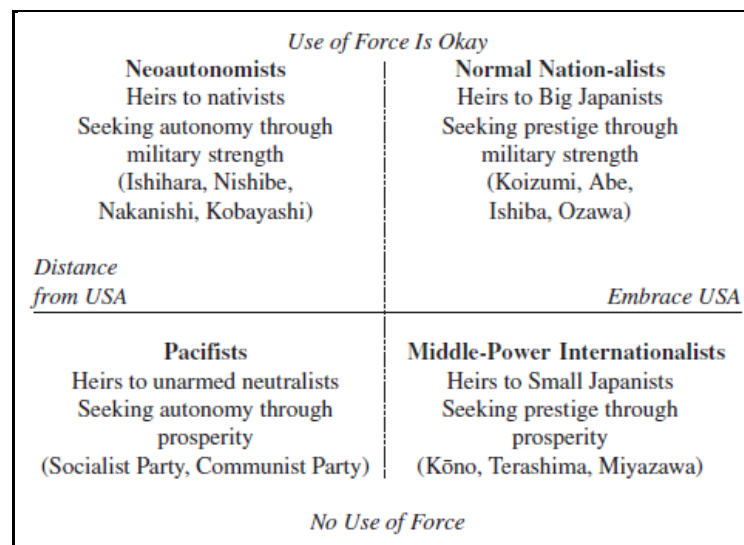 Use of Force Is Okay
Neoautonomists
Heirs to nativists
Seeking autonomy through
military strength
(Ishihara, Nishibe,
Nakanishi, Kobayashi)
Normal Nation-alists
Heirs to Big Japanists
Seeking prestige through
military strength
(Koizumi, Abe,
Ishiba, Ozawa)
Distance
from USA
Embrace USA
Pacifists
Heirs to unarmed neutralists
Seeking autonomy through
prosperity
(Socialist Party, Communist Party)
Middle-Power Internationalists
Heirs to Small Japanists
Seeking prestige through
prosperity
(Kōno, Terashima, Miyazawa)
No Use of Force